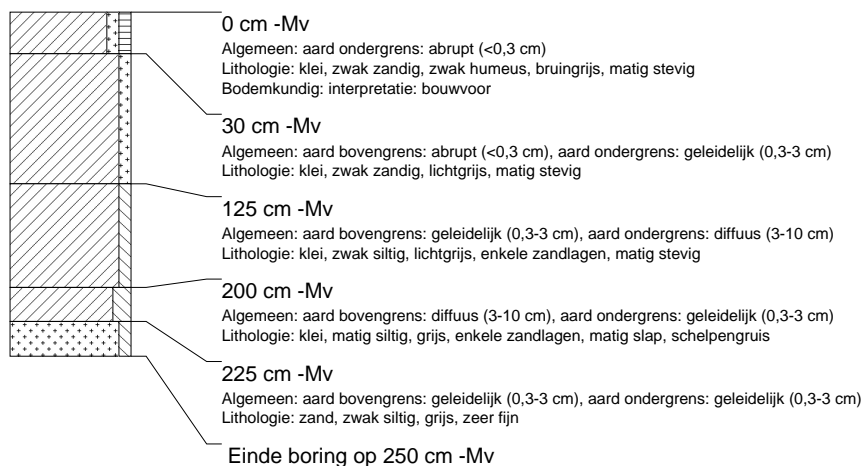 0 cm -Mv
Algemeen: aard ondergrens: abrupt (<0,3 cm)
Lithologie: klei, zwak zandig, zwak humeus, bruingrijs, matig stevig
Bodemkundig: interpretatie: bouwvoor
30 cm -Mv
Algemeen: aard bovengrens: abrupt (<0,3 cm), aard ondergrens: geleidelijk (0,3-3 cm)
Lithologie: klei, zwak zandig, lichtgrijs, matig stevig
125 cm -Mv
Algemeen: aard bovengrens: geleidelijk (0,3-3 cm), aard ondergrens: diffuus (3-10 cm)
Lithologie: klei, zwak siltig, lichtgrijs, enkele zandlagen, matig stevig
200 cm -Mv
Algemeen: aard bovengrens: diffuus (3-10 cm), aard ondergrens: geleidelijk (0,3-3 cm)
Lithologie: klei, matig siltig, grijs, enkele zandlagen, matig slap, schelpengruis
225 cm -Mv
Algemeen: aard bovengrens: geleidelijk (0,3-3 cm), aard ondergrens: geleidelijk (0,3-3 cm)
Lithologie: zand, zwak siltig, grijs, zeer fijn
Einde boring op 250 cm -Mv